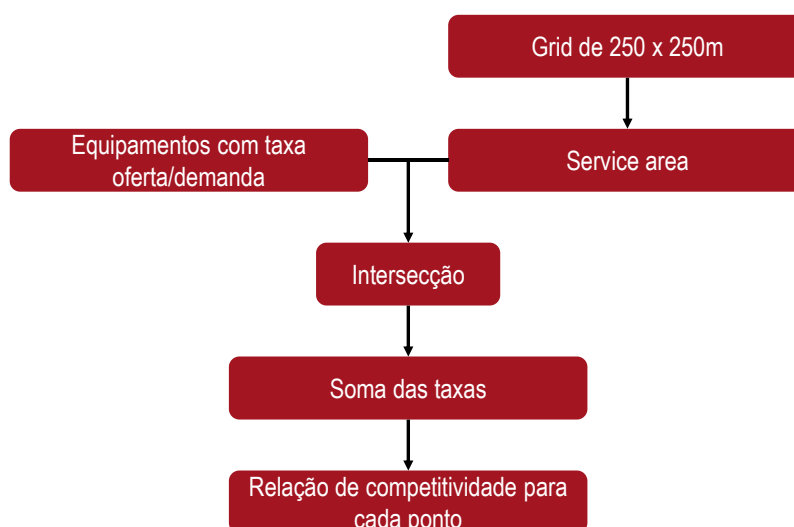 Grid de 250 x 250m
Equipamentos com taxa
oferta/demanda
Service area
Intersecção
Soma das taxas
Relação de competitividade para
cada ponto